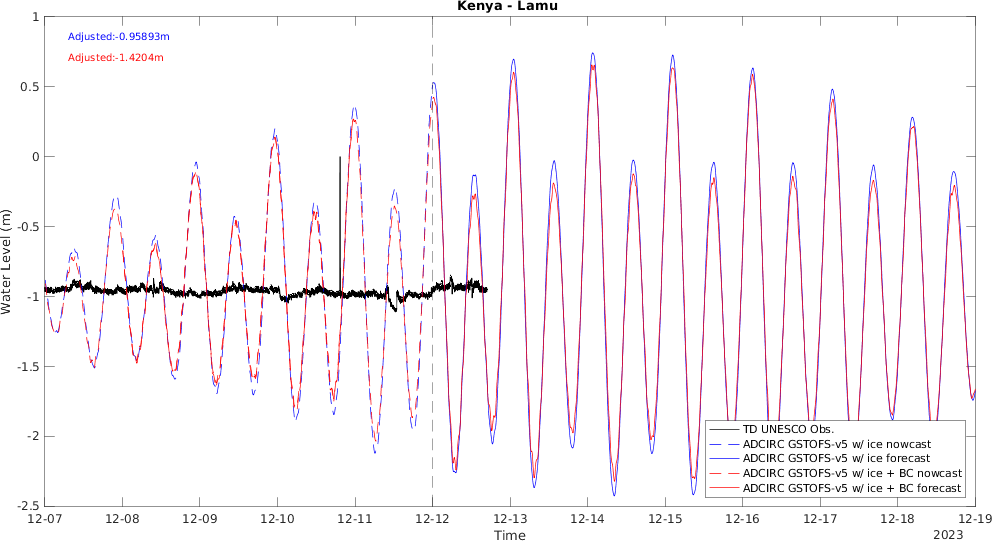 Kenya - Lamu
Adjusted:-0.95893m
Adjusted:-1.4204m
Water Level (m)
1
0.5
0
-0.5
-1
-1.5
-2
-2.5
TD UNESCO Obs.
ADCIRC GSTOFS-v5 w/ ice nowcast
ADCIRC GSTOFS-v5 w/ ice forecast
ADCIRC GSTOFS-v5 w/ ice + BC nowcast
ADCIRC GSTOFS-v5 w/ ice + BC forecast
12-07 12-08 12-09 12-10 12-11 12-12 12-13 12-14 12-15 12-16 12-17 12-18 12-19
Time
2023